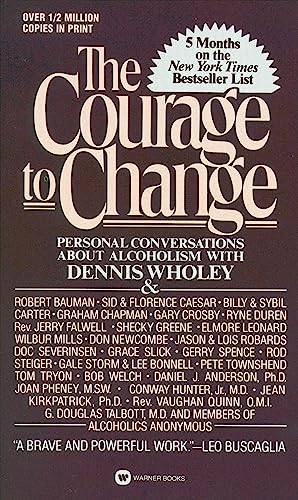 OVER 1/2 MILLION
COPIES IN PRINT
5 Months
on the
New York Times
Bestseller List
The
Courage
to Change
PERSONAL CONVERSATIONS
ABOUT ALCOHOLISM WITH
DENNIS WHOLEY
&
ROBERT BAUMAN • SID & FLORENCE CAESAR • BILLY & SYBIL
CARTER • GRAHAM CHAPMAN • GARY CROSBY • RYNE DUREN
Rev. JERRY FALWELL • SHECKY GREENE • ELMORE LEONARD
WILBUR MILLS • DON NEWCOMBE • JASON & LOIS ROBARDS
DOC SEVERINSEN • GRACE SLICK • GERRY SPENCE • ROD
STEIGER • GALE STORM & LEE BONNELL • PETE TOWNSHEND
TOM TRYON • BOB WELCH • DANIEL J. ANDERSON, Ph.D.
JOAN PHENEY, M.S.W. • CONWAY HUNTER, Jr., M.D. • JEAN
KIRKPATRICK, Ph.D. • Rev. VAUGHAN QUINN, O.M.I.
G. DOUGLAS TALBOTT, M.D. AND MEMBERS OF
ALCOHOLICS ANONYMOUS
"A BRAVE AND POWERFUL WORK."—LEO BUSCAGLIA
WARNER BOOKS